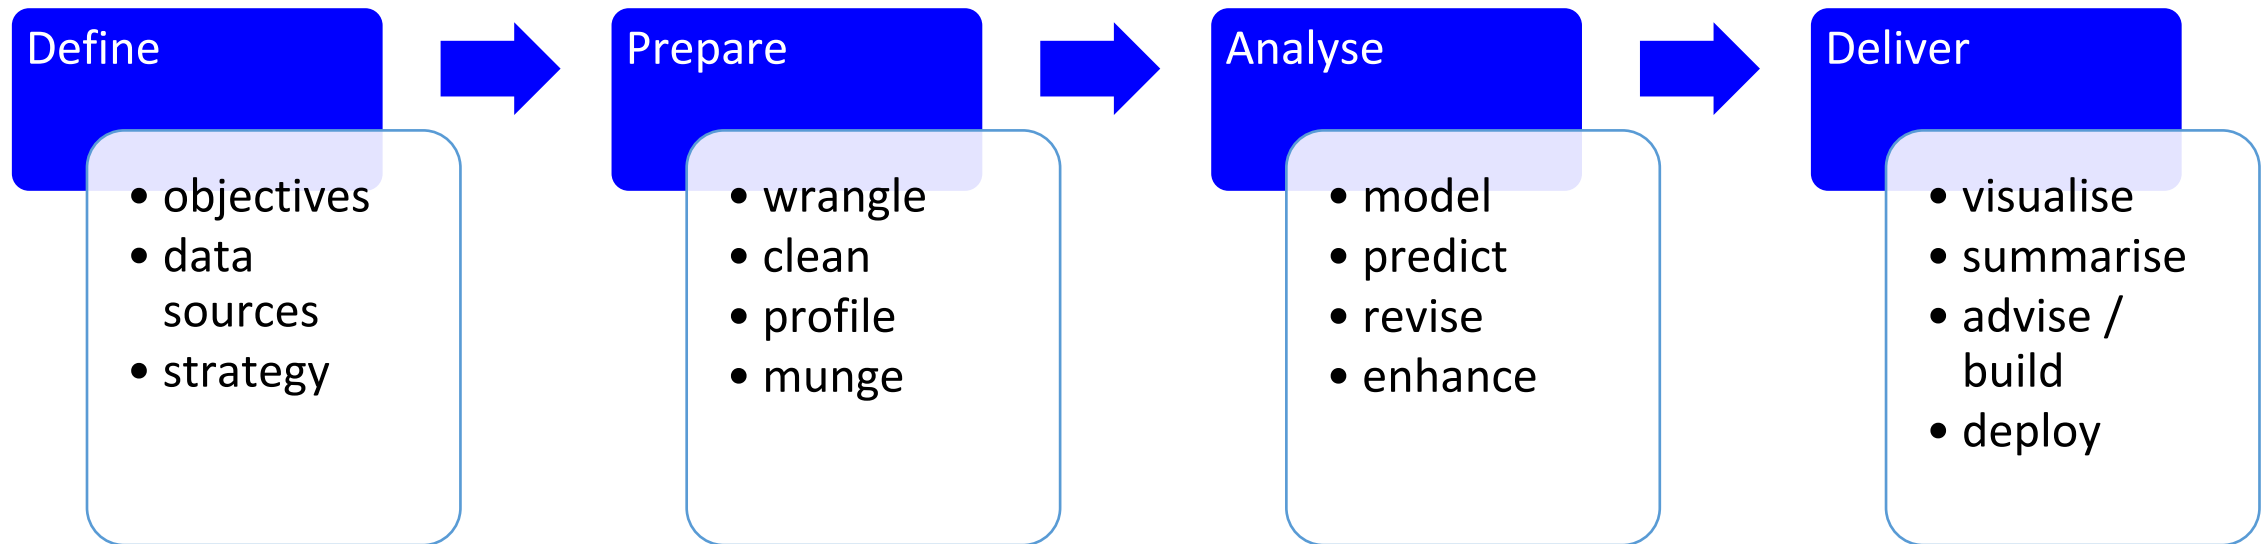 Define
• objectives
• data
sources
• strategy
Prepare
• wrangle
• clean
• profile
• munge
Analyse
• model
• predict
• revise
• enhance
Deliver
• visualise
• summarise
• advise /
build
• deploy